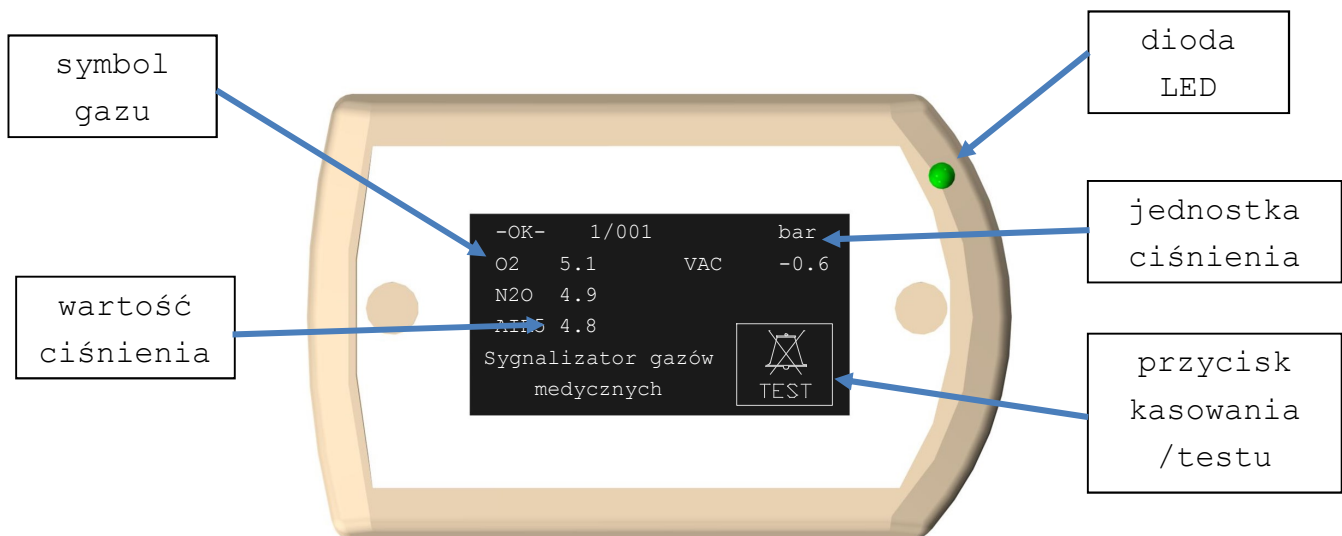 symbol
gazu
dioda
LED
jednostka
ciśnienia
wartość
ciśnienia
przycisk
kasowania
/testu
-OK- 1/001 bar
O2 5.1 VAC -0.6
N2O 4.9
4.8
Sygnalizator gazów
medycznych
TEST